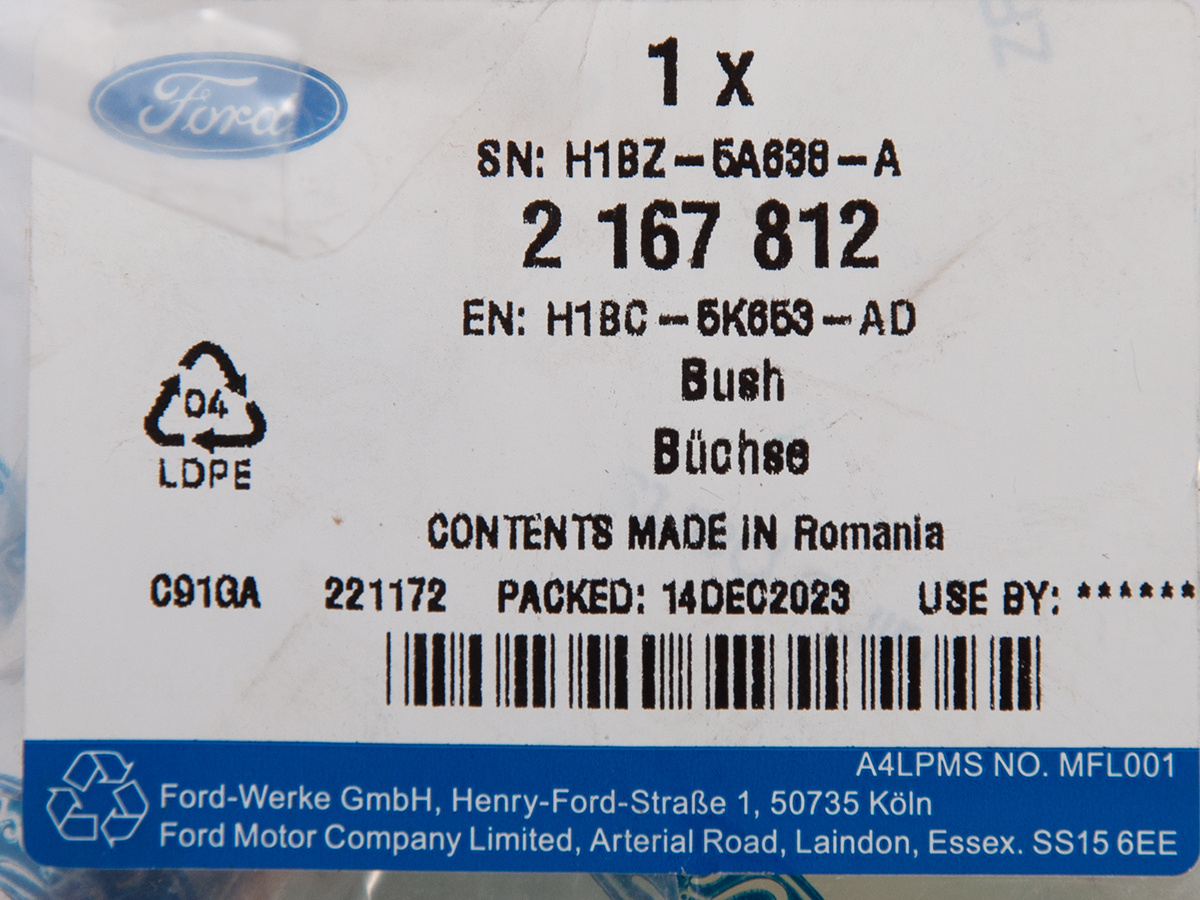 Ford
1 x
SN: H1BZ-5A638-A
2 167 812
EN: H1BC-5K653-AD
Bush
Büchse
04
LDPE
CONTENTS MADE IN Romania
C91GA 221172 PACKED: 14DEC2023 USE BY: ******
A4LPMS NO. MFL001
Ford-Werke GmbH, Henry-Ford-Straße 1, 50735 Köln
Ford Motor Company Limited, Arterial Road, Laindon, Essex. SS15 6EE